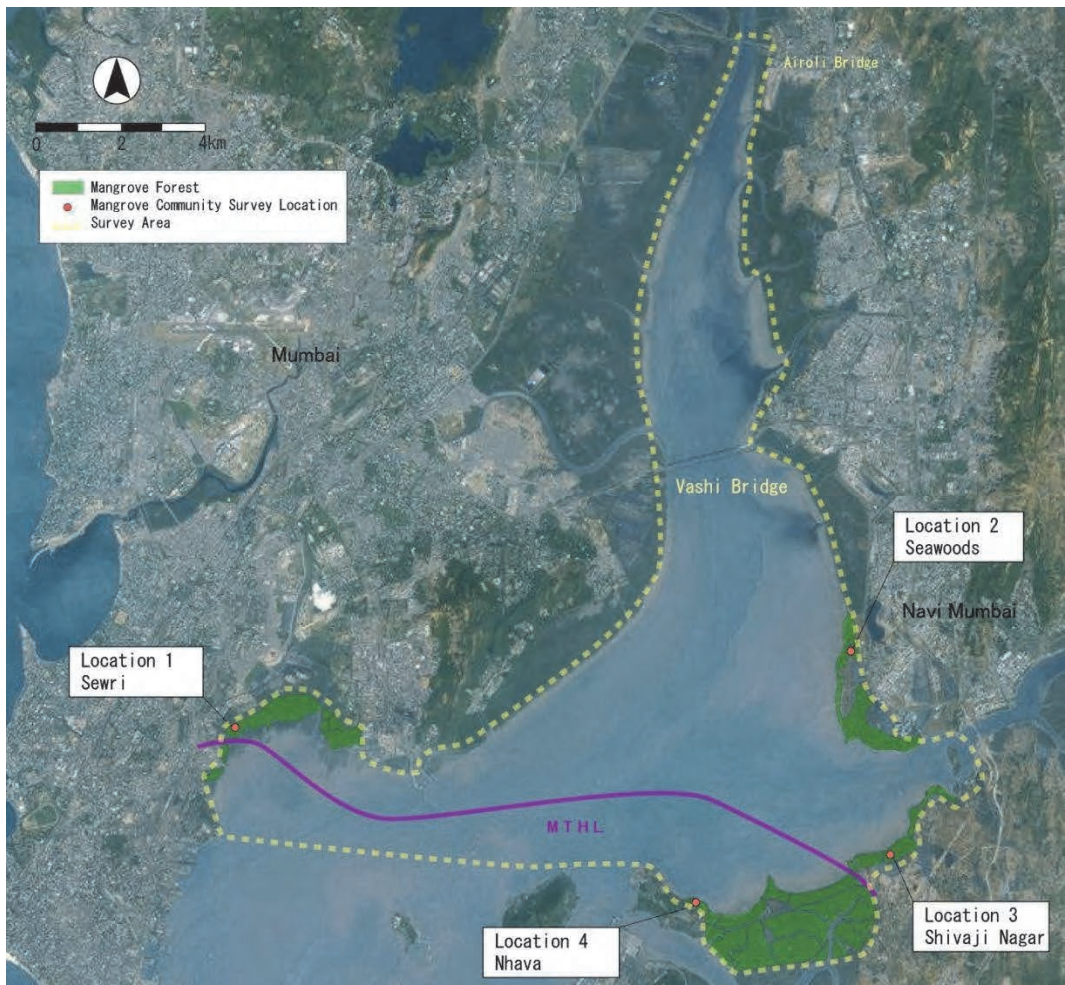 Airoli Bridge
0 2 4km
Mangrove Forest
Mangrove Community Survey Location
Survey Area
Mumbai
Vashi Bridge
Location 2
Seawoods
Navi Mumbai
Location 1
Sewri
MTHL
Location 3
Shivaji Nagar
Location 4
Nhava